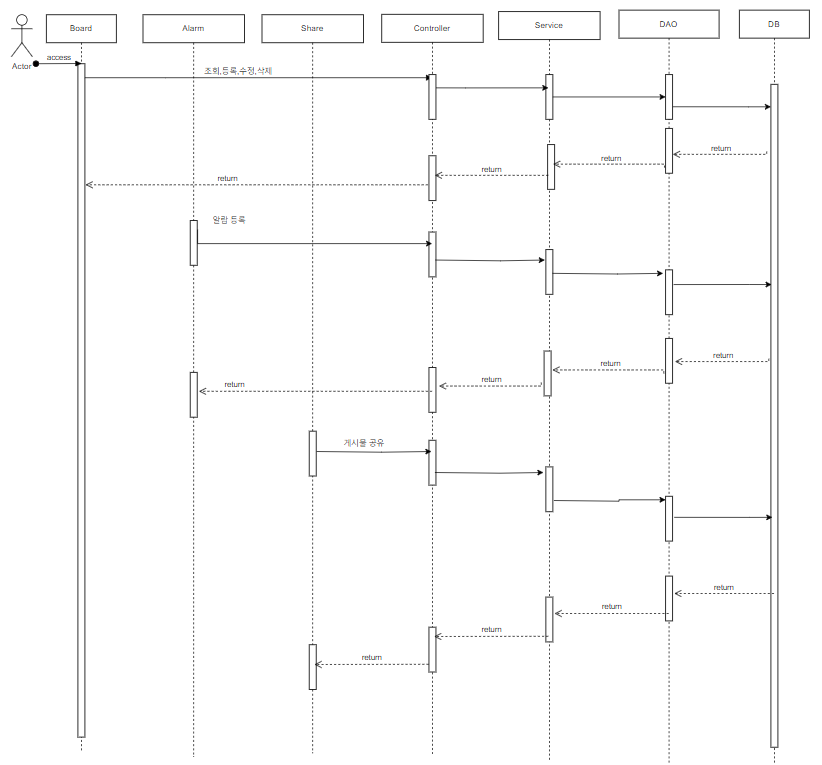 Board
Alarm
Share
Controller
Service
DAO
DB
Actor
access
조회,등록,수정,삭제
return
return
return
return
알람 등록
return
return
return
return
게시물 공유
return
return
return
return